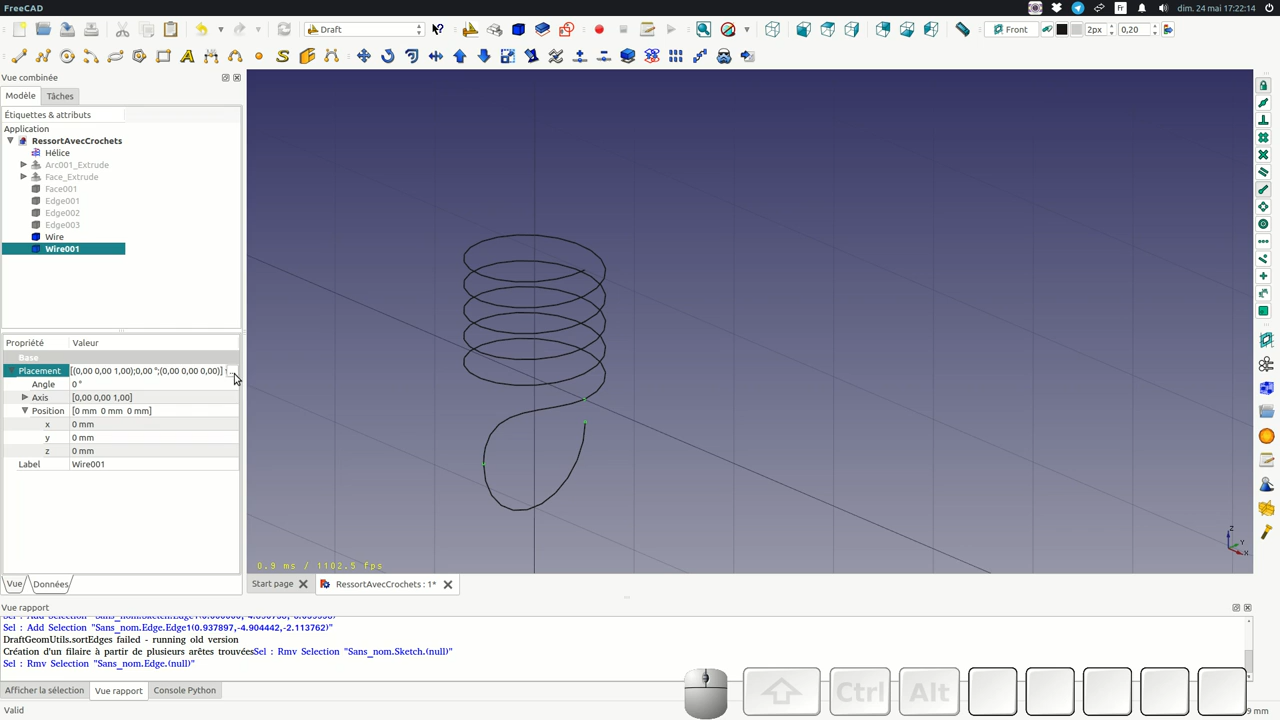 FreeCAD
Fr
dim. 24 mai 17:22:14
Draft
Front
2px
0,20
Vue combinée
Modèle
Tâches
Étiquettes & attributs
Application
RessortAvecCrochets
Hélice
Arc001_Extrude
Face_Extrude
Face001
Edge001
Edge002
Edge003
Wire
Wire001
Propriété
Valeur
Base
Placement
[(0,00 0,00 1,00);0,00 °;(0,00 0,00 0,00)]
...
Angle
0 °
Axis
[0,00 0,00 1,00]
Position
[0 mm 0 mm 0 mm]
x
0 mm
y
0 mm
z
0 mm
Label
Wire001
Z
Y
X
0.9 ms / 1102.5 fps
Vue
Données
Start page
RessortAvecCrochets : 1*
Vue rapport
Sel : Add Selection "Sans_nom.Edge.Edge1(0.937897,-4.904442,-2.113762)"
DraftGeomUtils.sortEdges failed - running old version
Création d'un filaire à partir de plusieurs arêtes trouvéesSel : Rmv Selection "Sans_nom.Sketch.(null)"
Sel : Rmv Selection "Sans_nom.Edge.(null)"
Afficher la sélection
Vue rapport
Console Python
Ctrl
Alt
Valid
9 mm